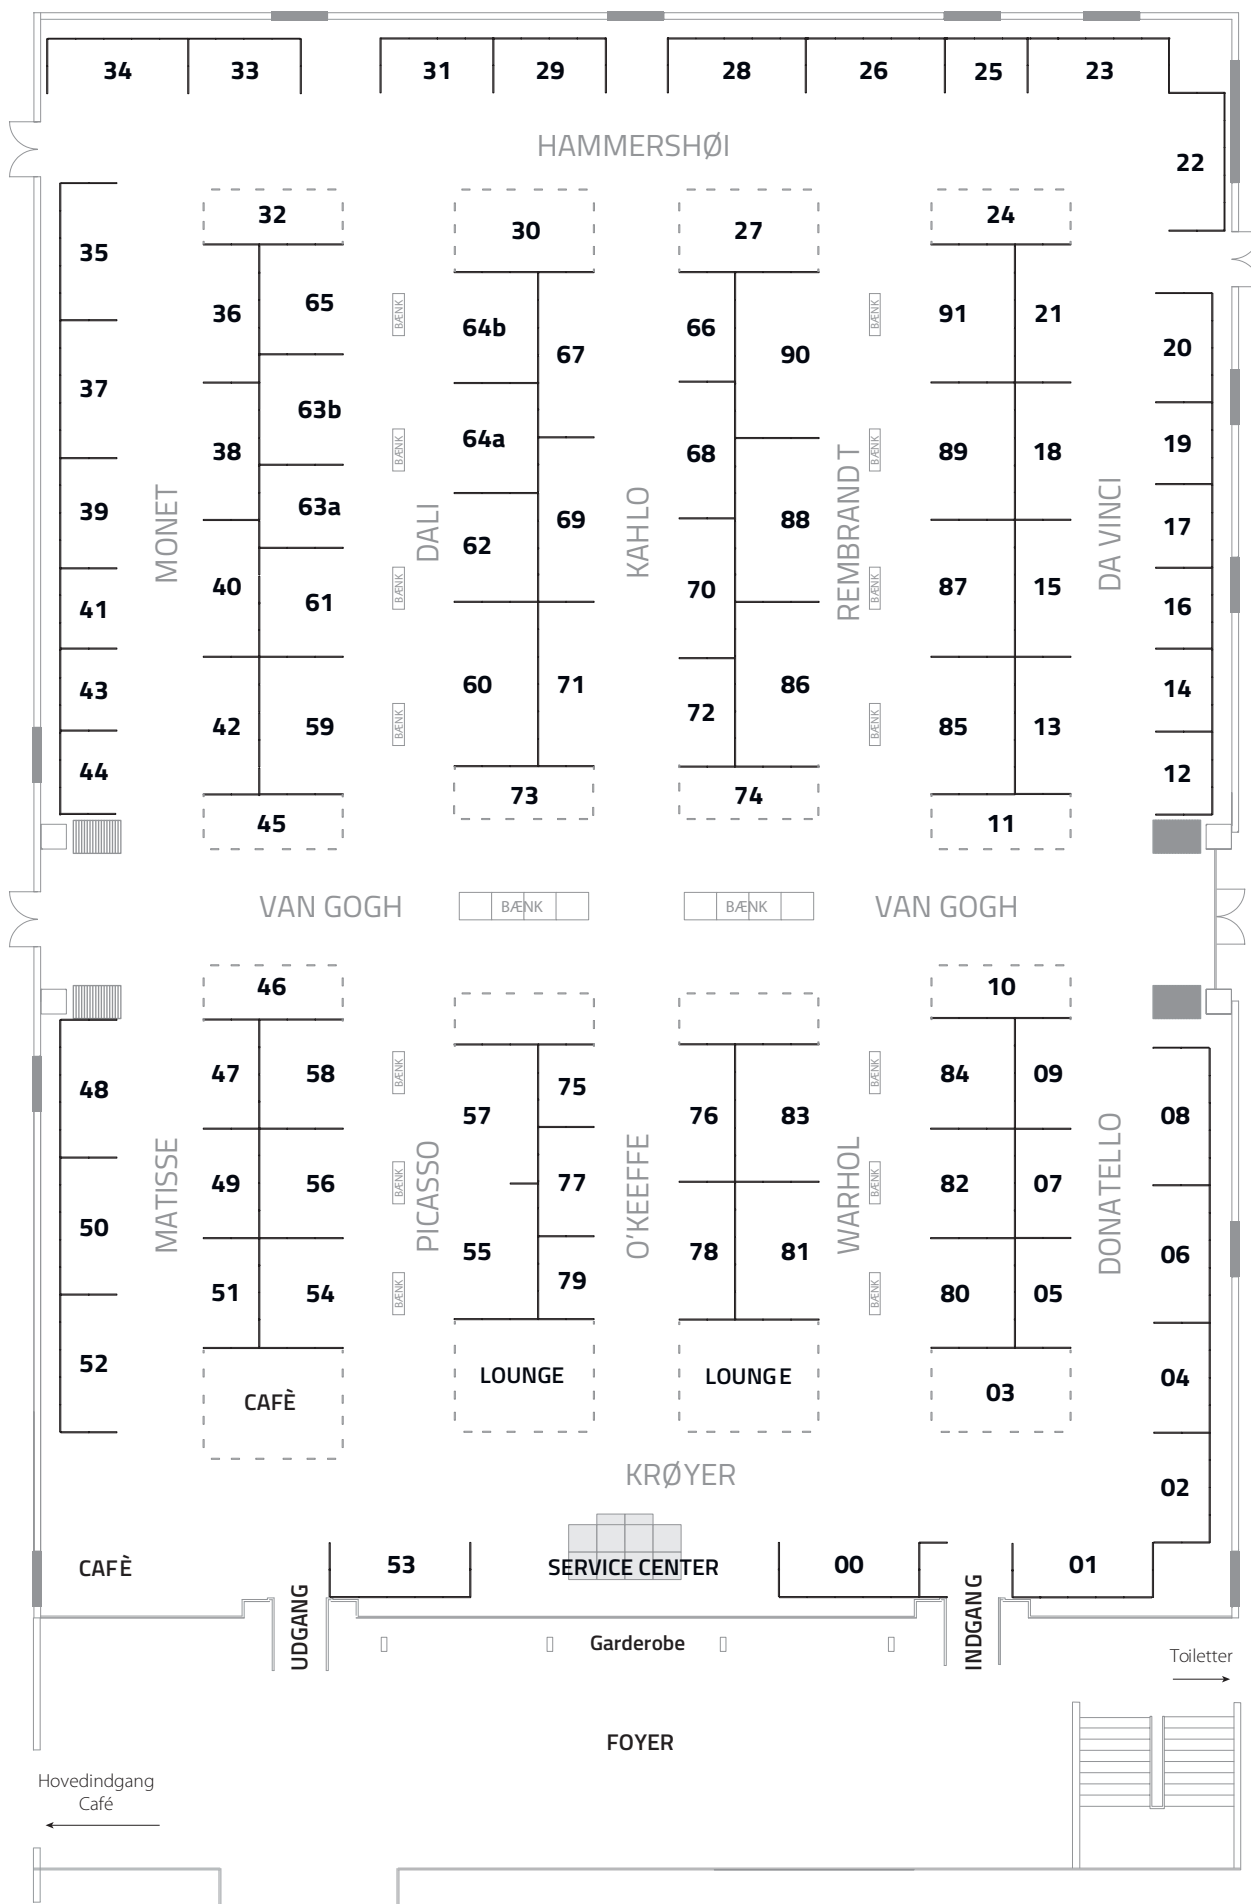 34
33
31
29
28
26
25
23
HAMMERSHØI
22
32
30
27
24
35
36
65
BÆNK
64b
67
66
90
BÆNK
91
21
20
37
38
63b
BÆNK
64a
68
BÆNK
89
18
19
39
MONET
63a
DALI
62
69
KAHLO
88
REMBRANDT
DA VINCI
17
41
40
61
BÆNK
70
BÆNK
87
15
16
43
42
59
BÆNK
60
71
72
86
BÆNK
85
13
14
44
12
45
73
74
11
VAN GOGH
BÆNK
BÆNK
VAN GOGH
46
10
48
47
58
BÆNK
57
75
76
83
BÆNK
84
09
08
MATISSE
49
56
BÆNK
PICASSO
77
O'KEEFFE
WARHOL
BÆNK
82
07
DONATELLO
50
55
78
81
06
51
54
BÆNK
79
BÆNK
80
05
52
CAFÈ
LOUNGE
LOUNGE
03
04
KRØYER
02
CAFÈ
53
SERVICE CENTER
00
01
UDGANG
Garderobe
INDGANG
Toiletter
FOYER
Hovedindgang
Café